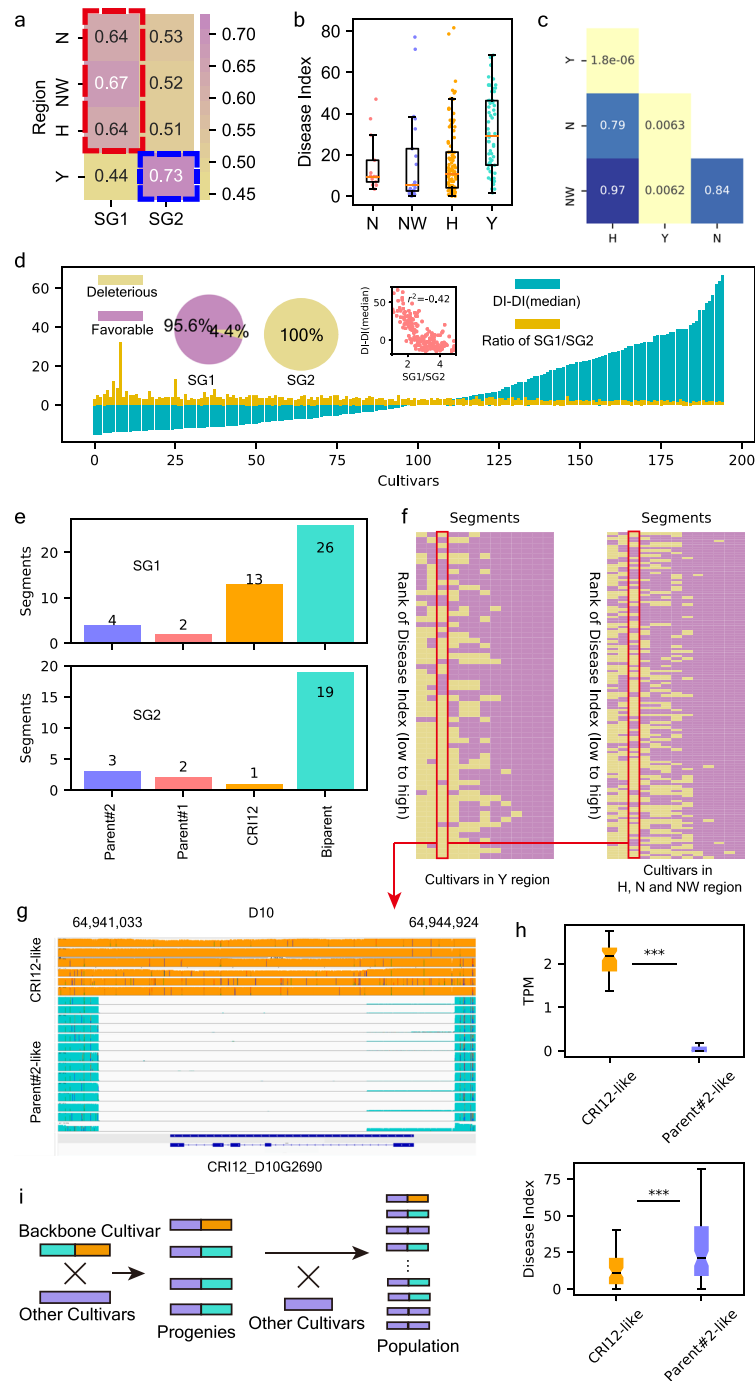 a
Region
N
NW
H
Y
0.64
0.53
0.67
0.52
0.64
0.51
0.44
0.73
SG1
SG2
0.70
0.65
0.60
0.55
0.50
0.45
b
Disease Index
80
60
40
20
0
N
NW
H
Y
c
Y
N
NW
1.8e-06
0.79
0.0063
0.97
0.0062
0.84
H
Y
N
d
60
40
20
0
Deleterious
Favorable
95.6%
4.4%
SG1
100%
SG2
DI-DI(median)
50
0
r²=-0.42
2
4
SG1/SG2
DI-DI(median)
Ratio of SG1/SG2
0
25
50
75
100
125
150
175
200
Cultivars
e
Segments
20
10
0
SG1
4
2
13
26
Segments
20
15
10
5
0
SG2
3
2
1
19
Parent#2
Parent#1
CRI12
Biparent
f
Segments
Rank of Disease Index (low to high)
Cultivars in Y region
Segments
Rank of Disease Index (low to high)
Cultivars in
H, N and NW region
g
D10
64,941,033
64,944,924
CRI12-like
Parent#2-like
CRI12_D10G2690
h
TPM
2
1
0
***
CRI12-like
Parent#2-like
Disease Index
75
50
25
0
***
CRI12-like
Parent#2-like
i
Backbone Cultivar
Other Cultivars
Progenies
Other Cultivars
Population